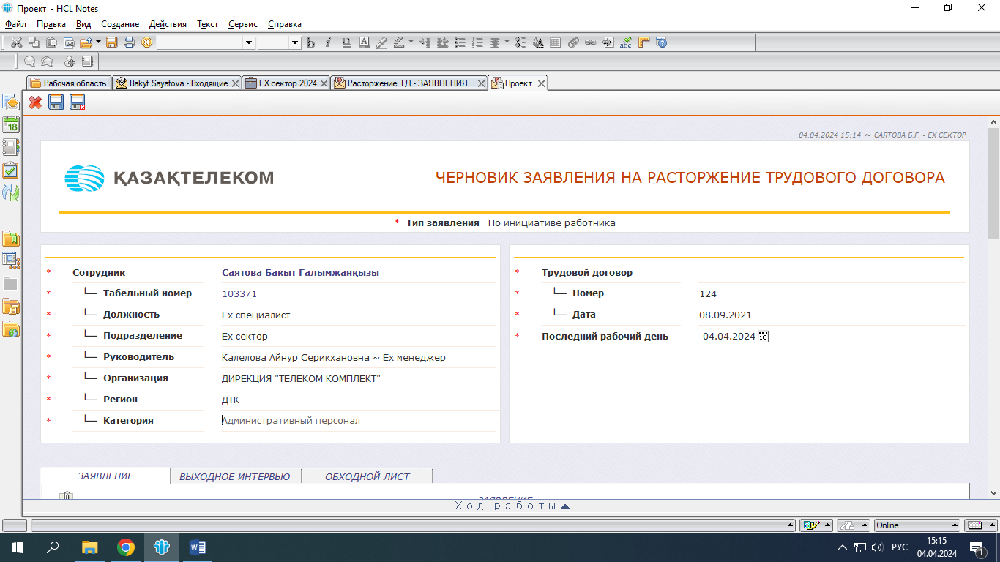 Проект - HCL Notes
Файл Правка Вид Создание Действия Текст Сервис Справка
Рабочая область Bakyt Sayatova - Входящие EX сектор 2024 Расторжение ТД - ЗАЯВЛЕНИЯ... Проект
04.04.2024 15:14 ~ САЯТОВА Б.Г. - EX СЕКТОР
ҚАЗАҚТЕЛЕКОМ
ЧЕРНОВИК ЗАЯВЛЕНИЯ НА РАСТОРЖЕНИЕ ТРУДОВОГО ДОГОВОРА
* Тип заявления По инициативе работника
* Сотрудник Саятова Бакыт Галымжанқызы
* Табельный номер 103371
* Должность Ex специалист
* Подразделение Ex сектор
* Руководитель Калелова Айнур Серикхановна ~ Ex менеджер
* Организация ДИРЕКЦИЯ "ТЕЛЕКОМ КОМПЛЕКТ"
* Регион ДТК
* Категория Административный персонал
* Трудовой договор
* Номер 124
* Дата 08.09.2021
* Последний рабочий день 04.04.2024 16
ЗАЯВЛЕНИЕ ВЫХОДНОЕ ИНТЕРВЬЮ ОБХОДНОЙ ЛИСТ
ЗАЯВЛЕНИЕ
Ход работы
Online
РУС
15:15
04.04.2024
1